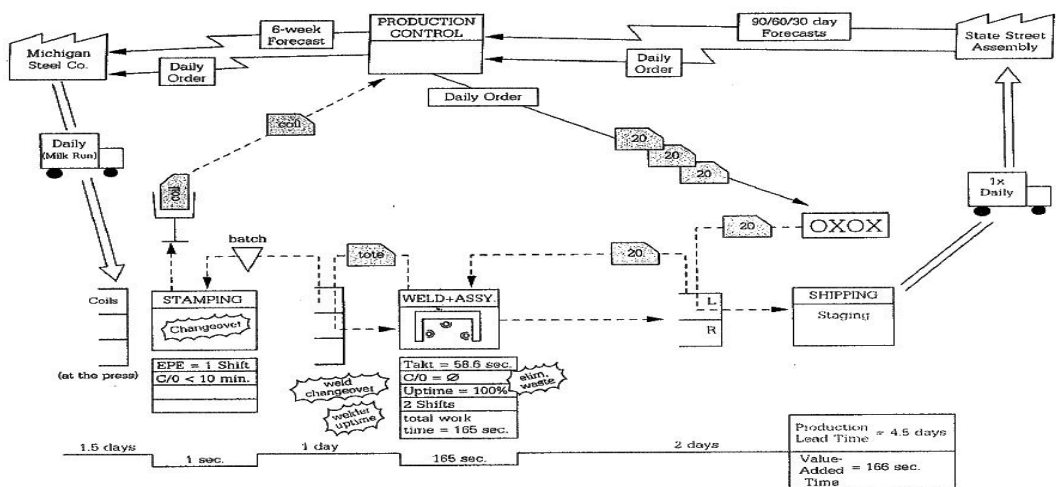 Michigan
Steel Co.
6-week
Forecast
Daily
Order
PRODUCTION
CONTROL
90/60/30 day
Forecasts
Daily
Order
State Street
Assembly
Daily Order
Daily
(Milk Run)
coil
coil
20
20
20
1x
Daily
OXOX
20
batch
tote
20
Coils
(at the press)
STAMPING
Changeover
EPE = 1 Shift
C/0 < 10 min.
WELD+ASSY.
Takt = 58.6 sec.
C/0 = Ø
Uptime = 100%
2 Shifts
total work
time = 165 sec.
weld
changeover
welder
uptime
elim.
waste
L
R
SHIPPING
Staging
1.5 days
1 sec.
1 day
165 sec.
2 days
Production
Lead Time = 4.5 days
Value-
Added = 166 sec.
Time